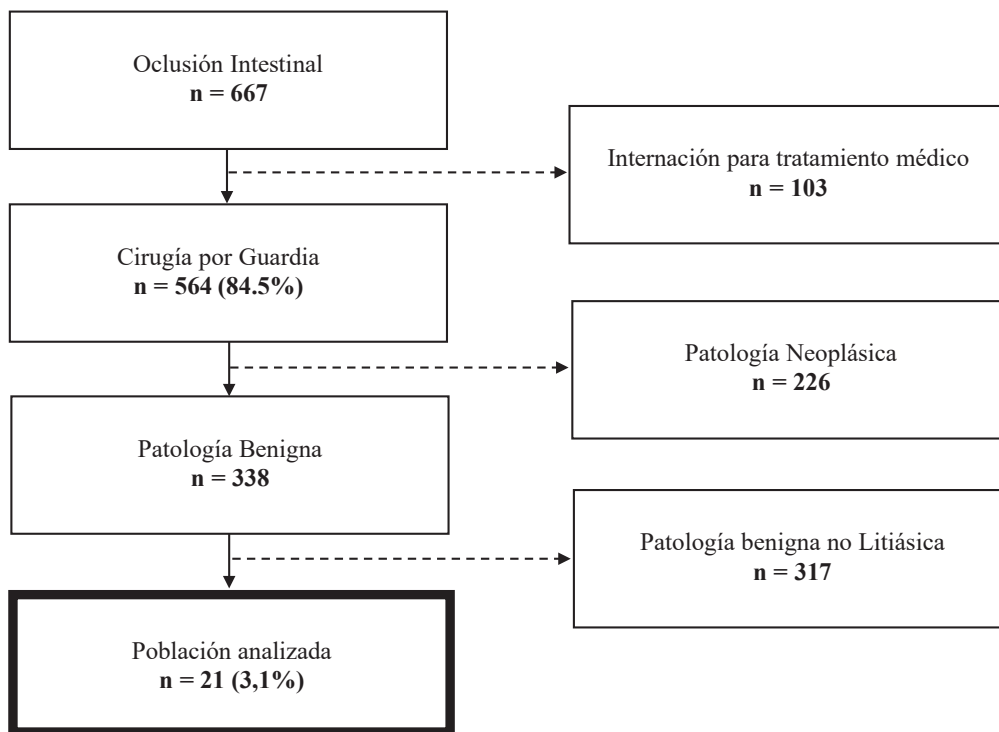 Oclusión Intestinal
n = 667
Internación para tratamiento médico
n = 103
Cirugía por Guardia
n = 564 (84.5%)
Patología Neoplásica
n = 226
Patología Benigna
n = 338
Patología benigna no Litiásica
n = 317
Población analizada
n = 21 (3,1%)